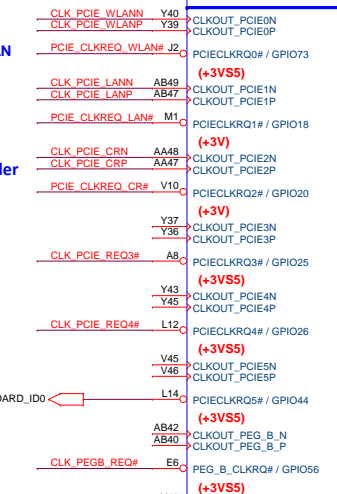 CLK_PCIE_WLANN Y40 CLKOUT_PCIE0N
CLK_PCIE_WLANP Y39 CLKOUT_PCIE0P
AN
PCIE_CLKREQ_WLAN# J2 PCIECLKRQ0# / GPIO73
(+3VS5)
CLK_PCIE_LANN AB49 CLKOUT_PCIE1N
CLK_PCIE_LANP AB47 CLKOUT_PCIE1P
PCIE_CLKREQ_LAN# M1 PCIECLKRQ1# / GPIO18
(+3V)
CLK_PCIE_CRN AA48 CLKOUT_PCIE2N
CLK_PCIE_CRP AA47 CLKOUT_PCIE2P
der
PCIE_CLKREQ_CR# V10 PCIECLKRQ2# / GPIO20
(+3V)
Y37 CLKOUT_PCIE3N
Y36 CLKOUT_PCIE3P
CLK_PCIE_REQ3# A8 PCIECLKRQ3# / GPIO25
(+3VS5)
Y43 CLKOUT_PCIE4N
Y45 CLKOUT_PCIE4P
CLK_PCIE_REQ4# L12 PCIECLKRQ4# / GPIO26
(+3VS5)
V45 CLKOUT_PCIE5N
V46 CLKOUT_PCIE5P
OARD_ID0 L14 PCIECLKRQ5# / GPIO44
(+3VS5)
AB42 CLKOUT_PEG_B_N
AB40 CLKOUT_PEG_B_P
CLK_PEGB_REQ# E6 PEG_B_CLKRQ# / GPIO56
(+3VS5)